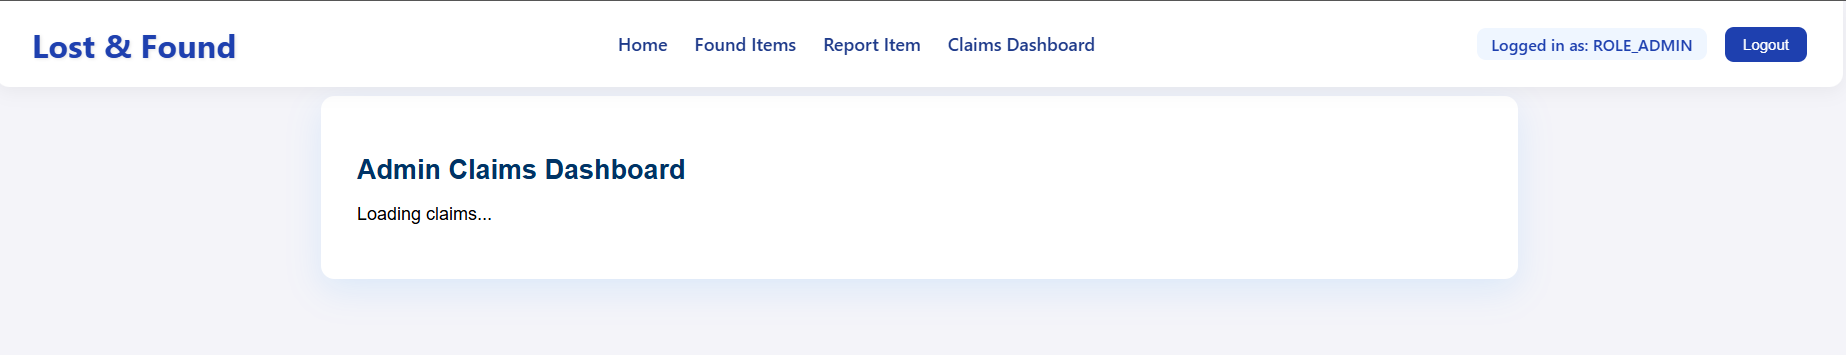 Lost & Found
Home Found Items Report Item Claims Dashboard
Logged in as: ROLE_ADMIN
Logout
Admin Claims Dashboard
Loading claims...